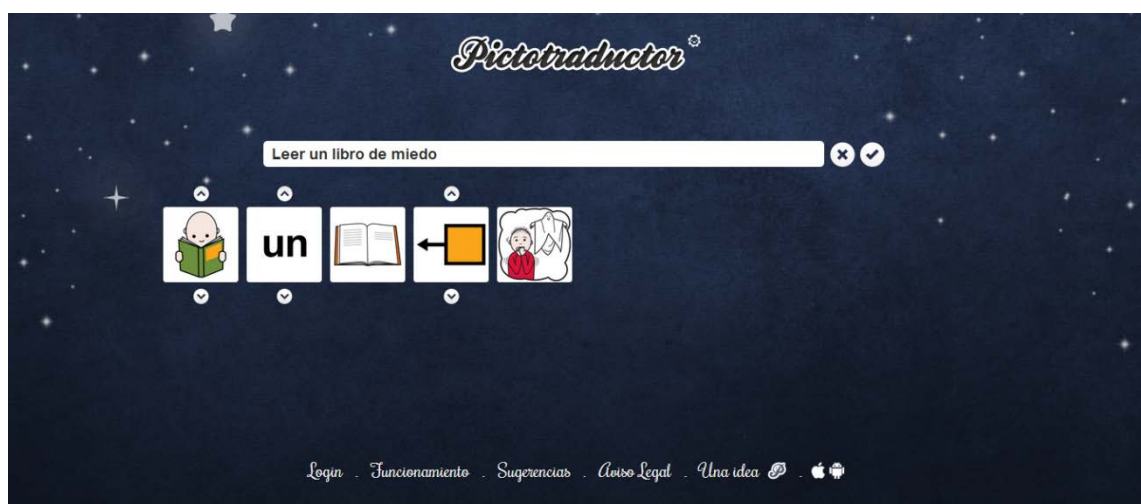 Pictotraductor
Leer un libro de miedo
un
Login . Funcionamiento . Sugerencias . Aviso Legal . Una idea .